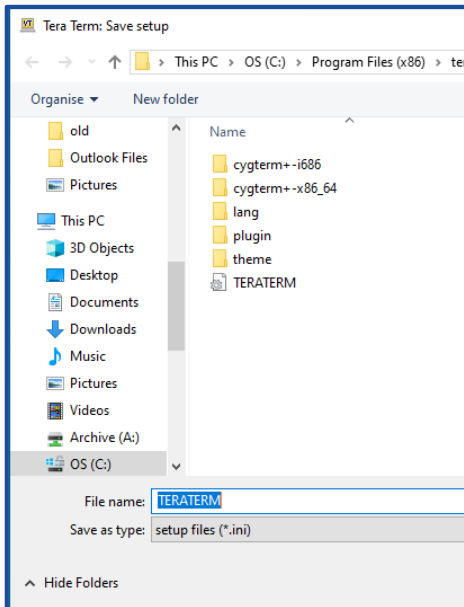 Tera Term: Save setup
This PC > OS (C:) > Program Files (x86) > te
Organise New folder
old
Outlook Files
Pictures
This PC
3D Objects
Desktop
Documents
Downloads
Music
Pictures
Videos
Archive (A:)
OS (C:)
Name
cygterm+-i686
cygterm+-x86_64
lang
plugin
theme
TERATERM
File name: TERATERM
Save as type: setup files (*.ini)
Hide Folders